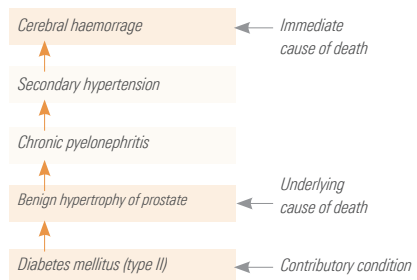 Cerebral haemorrage
Immediate
cause of death
Secondary hypertension
Chronic pyelonephritis
Benign hypertrophy of prostate
Underlying
cause of death
Diabetes mellitus (type II)
Contributory condition